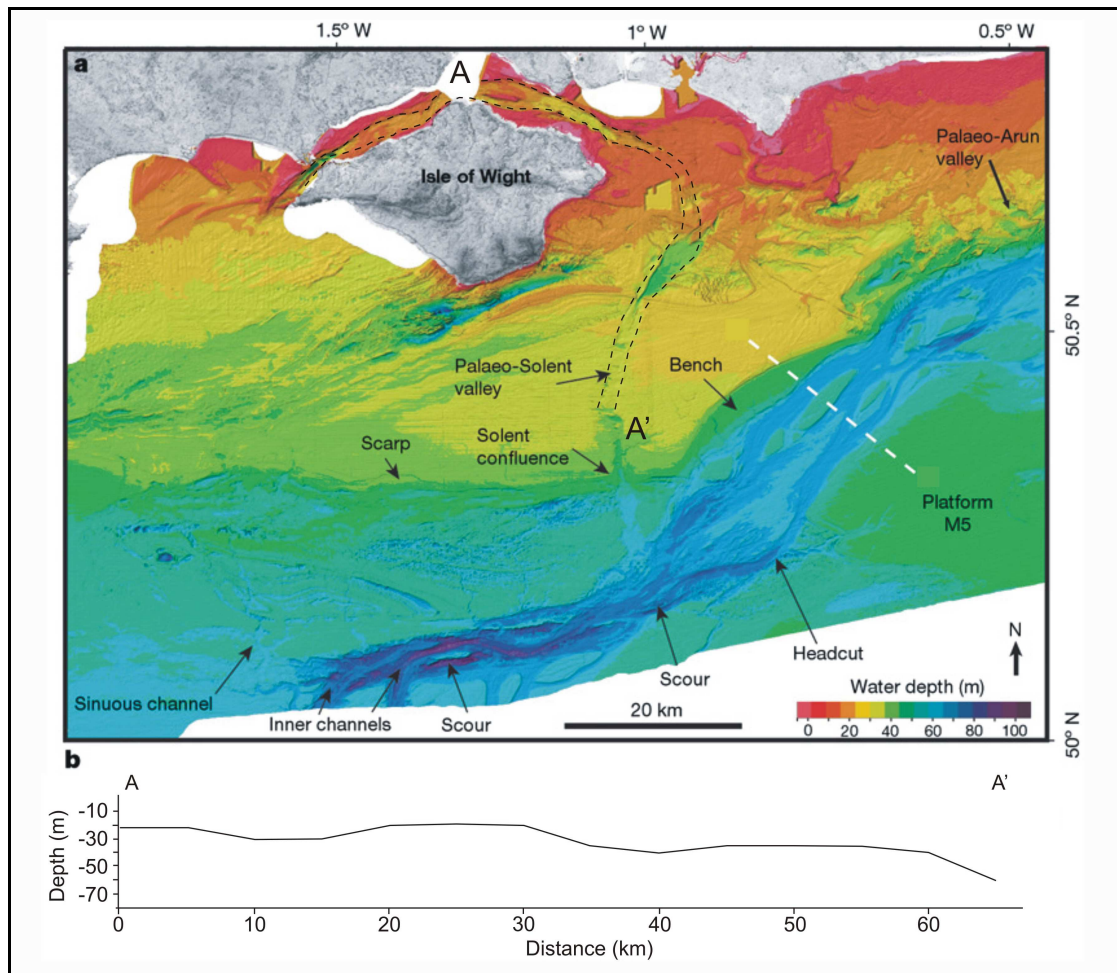 1.5° W
1° W
0.5° W
a
A
Palaeo-Arun
valley
Isle of Wight
50.5° N
Palaeo-Solent
valley
Bench
A'
Solent
confluence
Scarp
Platform
M5
N
Headcut
Scour
Sinuous channel
Inner channels
Scour
20 km
Water depth (m)
0 20 40 60 80 100
50° N
b
A
A'
Depth (m)
-10
-30
-50
-70
0 10 20 30 40 50 60
Distance (km)